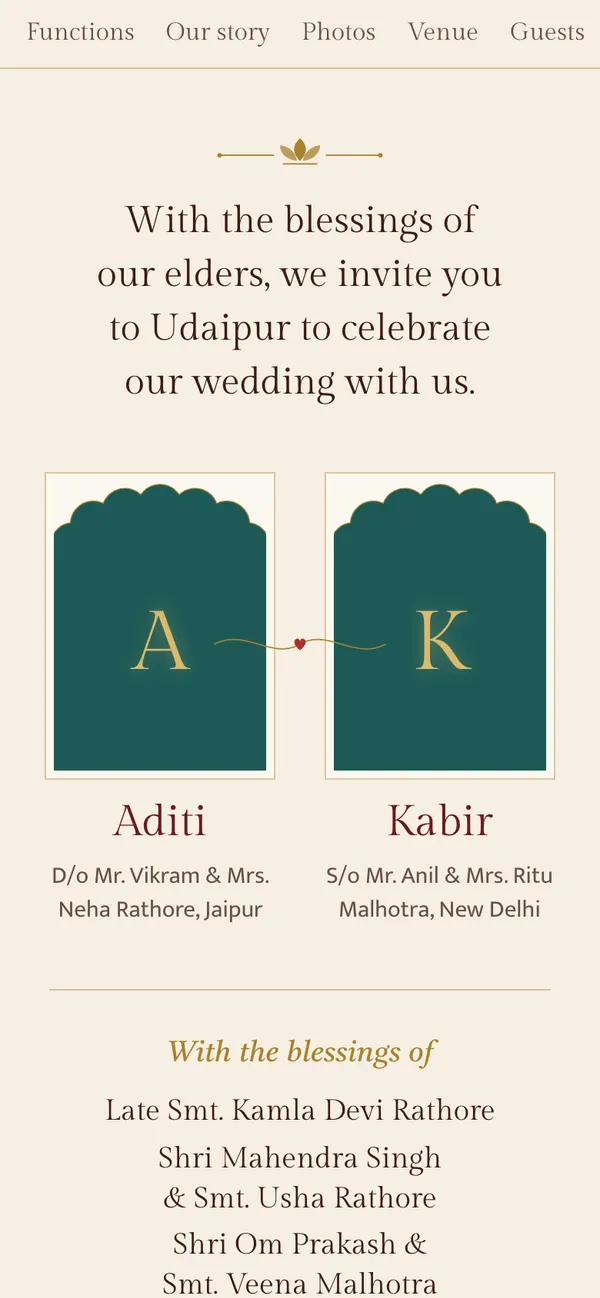 Functions Our story Photos Venue Guests
With the blessings of
our elders, we invite you
to Udaipur to celebrate
our wedding with us.
A
K
Aditi
D/o Mr. Vikram & Mrs.
Neha Rathore, Jaipur
Kabir
S/o Mr. Anil & Mrs. Ritu
Malhotra, New Delhi
With the blessings of
Late Smt. Kamla Devi Rathore
Shri Mahendra Singh
& Smt. Usha Rathore
Shri Om Prakash &
Smt. Veena Malhotra